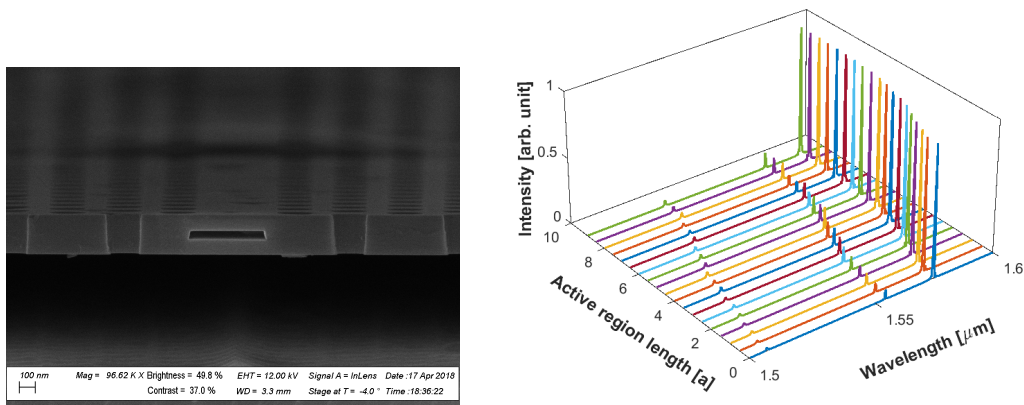 100 nm
Mag = 96.62 K X Brightness = 49.8 % EHT = 12.00 kV Signal A = InLens Date :17 Apr 2018
Contrast = 37.0 % WD = 3.3 mm Stage at T = -4.0 ° Time :18:36:22
Intensity [arb. unit]
1
0.5
0
10
8
6
4
2
0
Active region length [a]
1.5
1.55
1.6
Wavelength [μm]